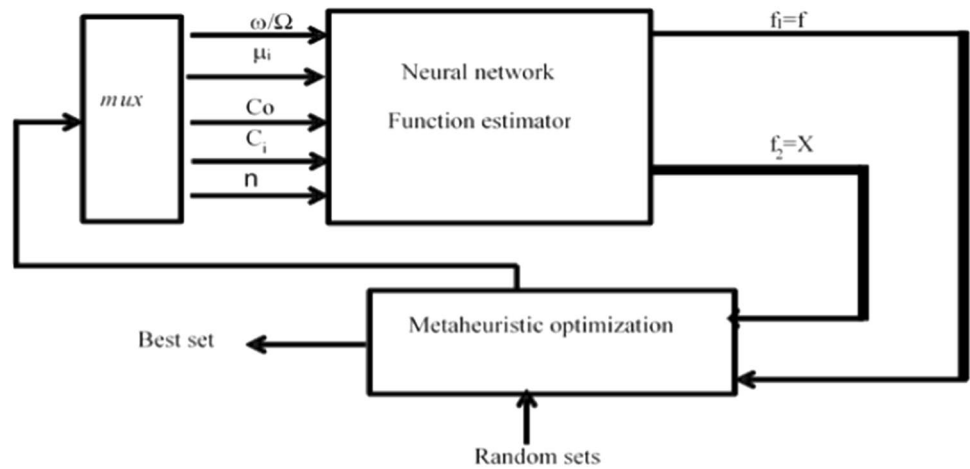 ω/Ω
f₁=f
μᵢ
mux
Neural network
Co
Function estimator
Cᵢ
f₂=X
n
Metaheuristic optimization
Best set
Random sets